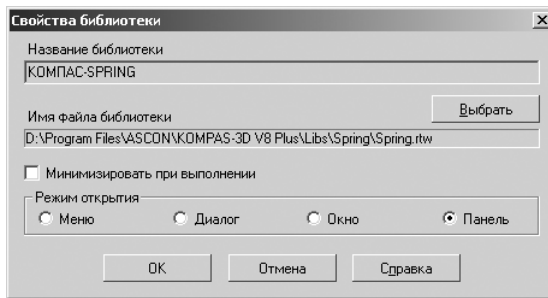 Свойства библиотеки
Название библиотеки
КОМПАС-SPRING
Имя файла библиотеки
Выбрать
D:\Program Files\ASCON\KOMPAS-3D V8 Plus\Libs\Spring\Spring.rtw
Минимизировать при выполнении
Режим открытия
Меню Диалог Окно Панель
OK Отмена Справка